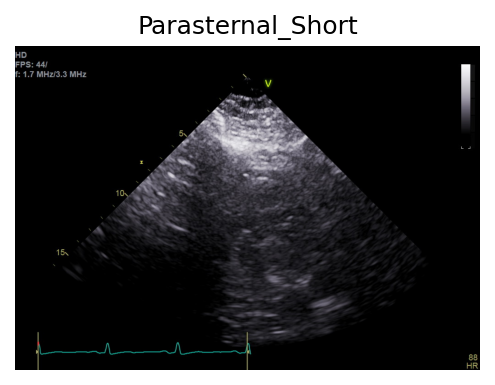 Parasternal_Short
HD
FPS: 44/
f: 1.7 MHz/3.3 MHz
V
5
10
15
88
HR